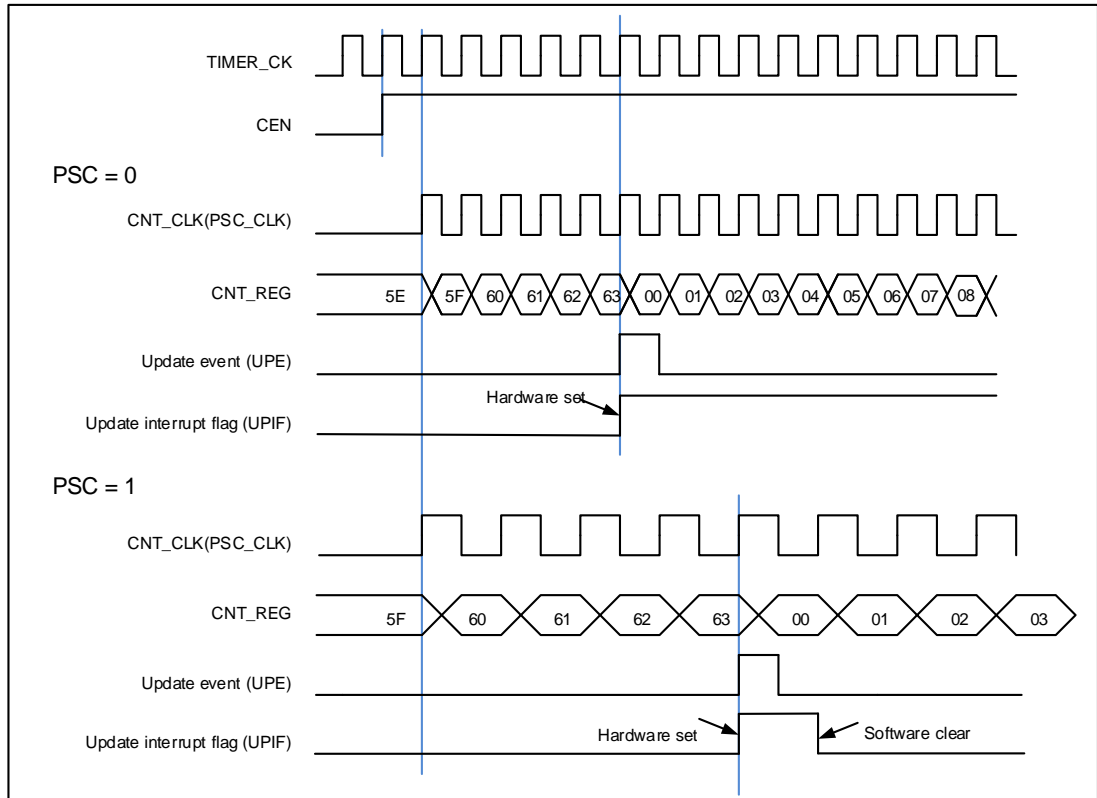 TIMER_CK
CEN
PSC = 0
CNT_CLK(PSC_CLK)
CNT_REG 5E 5F 60 61 62 63 00 01 02 03 04 05 06 07 08
Update event (UPE)
Hardware set
Update interrupt flag (UPIF)
PSC = 1
CNT_CLK(PSC_CLK)
CNT_REG 5F 60 61 62 63 00 01 02 03
Update event (UPE)
Hardware set Software clear
Update interrupt flag (UPIF)